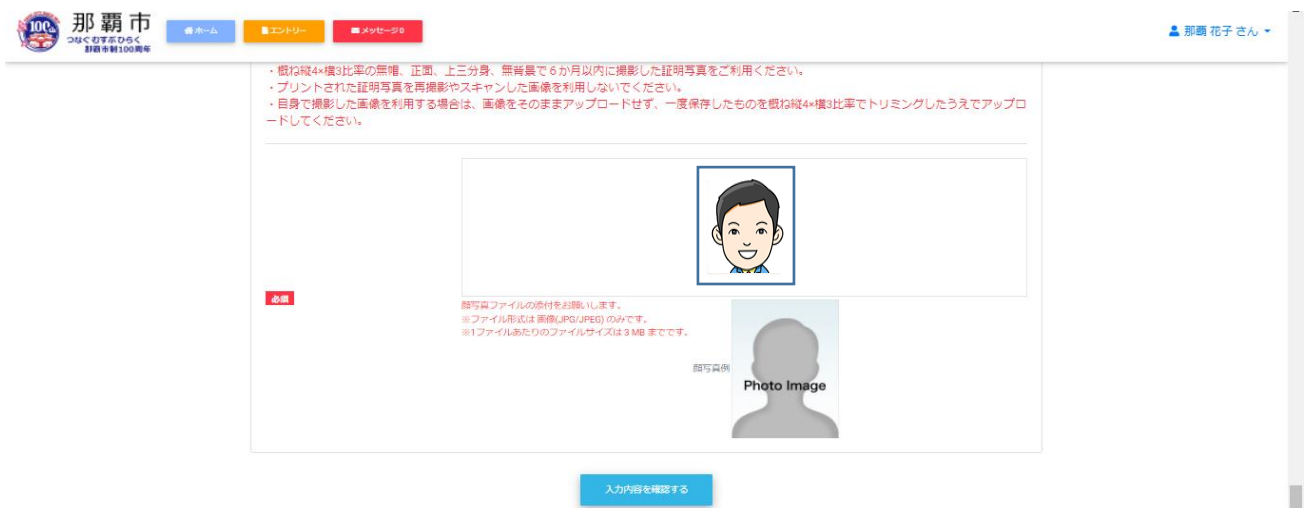 100th
那覇市
つなぐむすぶひらく
那覇市制100周年
ホーム
エントリー
メッセージ0
那覇 花子 さん
・概ね縦4×横3比率の無帽、正面、上三分身、無背景で6か月以内に撮影した証明写真をご利用ください。
・プリントされた証明写真を再撮影やスキャンした画像を利用しないでください。
・自身で撮影した画像を利用する場合は、画像をそのままアップロードせず、一度保存したものを概ね縦4×横3比率でトリミングしたうえでアップロ
ードしてください。
必須
顔写真ファイルの添付をお願いします。
※ファイル形式は 画像(JPG/JPEG) のみです。
※1ファイルあたりのファイルサイズは 3 MB までです。
顔写真例
Photo Image
入力内容を確認する